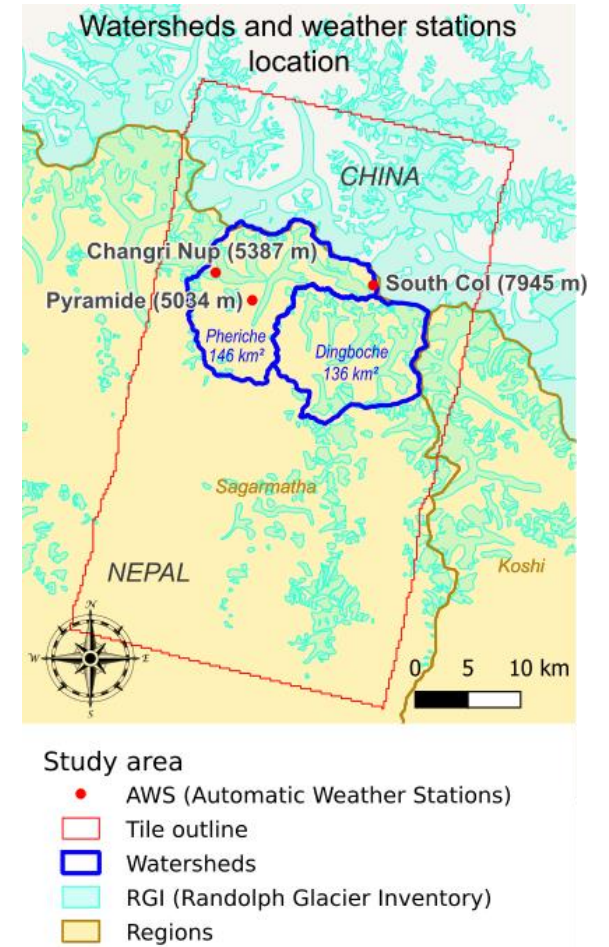 Watersheds and weather stations
location
CHINA
Changri Nup (5387 m)
South Col (7945 m)
Pyramide (5034 m)
Pheriche
146 km²
Dingboche
136 km²
Sagarmatha
Koshi
NEPAL
N
W
E
S
0 5 10 km
Study area
AWS (Automatic Weather Stations)
Tile outline
Watersheds
RGI (Randolph Glacier Inventory)
Regions